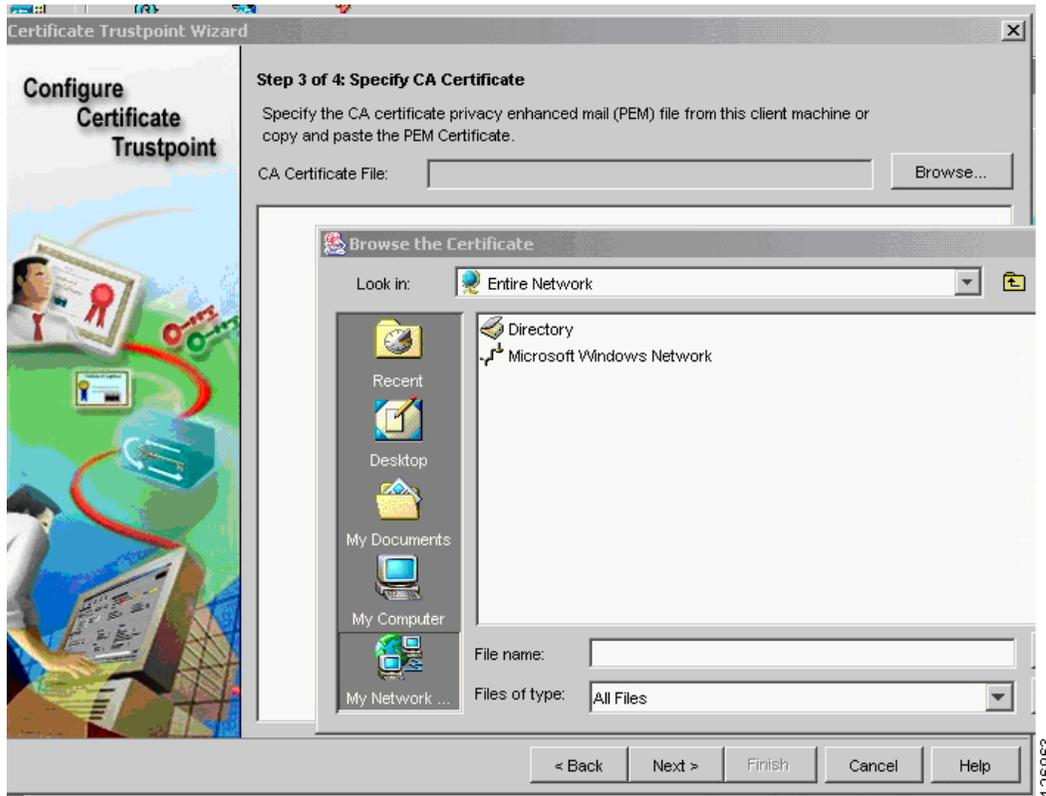 Certificate Trustpoint Wizard
Configure
Certificate
Trustpoint
Step 3 of 4: Specify CA Certificate
Specify the CA certificate privacy enhanced mail (PEM) file from this client machine or
copy and paste the PEM Certificate.
CA Certificate File:
Browse...
Browse the Certificate
Look in:
Entire Network
Directory
Microsoft Windows Network
Recent
Desktop
My Documents
My Computer
My Network ...
File name:
Files of type:
All Files
< Back
Next >
Finish
Cancel
Help